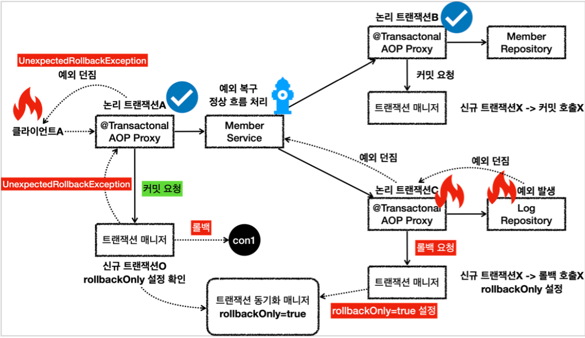 논리 트랜잭션B
UnexpectedRollbackException
@Transactonal
AOP Proxy
Member
Repository
예외 던짐
논리 트랜잭션A
예외 복구
정상 흐름 처리
커밋 요청
클라이언트A
@Transactonal
AOP Proxy
Member
Service
트랜잭션 매니저
신규 트랜잭션X -> 커밋 호출X
예외 던짐
예외 던짐
UnexpectedRollbackException
커밋 요청
논리 트랜잭션C
예외 발생
@Transactonal
AOP Proxy
Log
Repository
트랜잭션 매니저
롤백
con1
롤백 요청
신규 트랜잭션O
rollbackOnly 설정 확인
트랜잭션 매니저
신규 트랜잭션X -> 롤백 호출X
rollbackOnly 설정
트랜잭션 동기화 매니저
rollbackOnly=true
rollbackOnly=true 설정